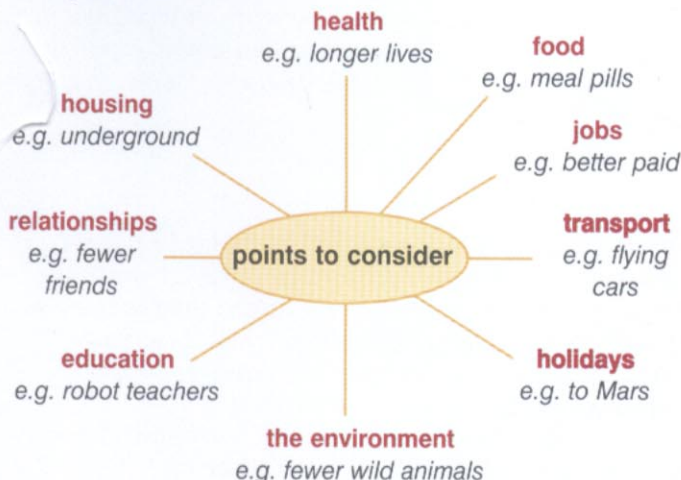 health
e.g. longer lives
food
e.g. meal pills
housing
e.g. underground
jobs
e.g. better paid
relationships
e.g. fewer
friends
points to consider
transport
e.g. flying
cars
education
e.g. robot teachers
holidays
e.g. to Mars
the environment
e.g. fewer wild animals